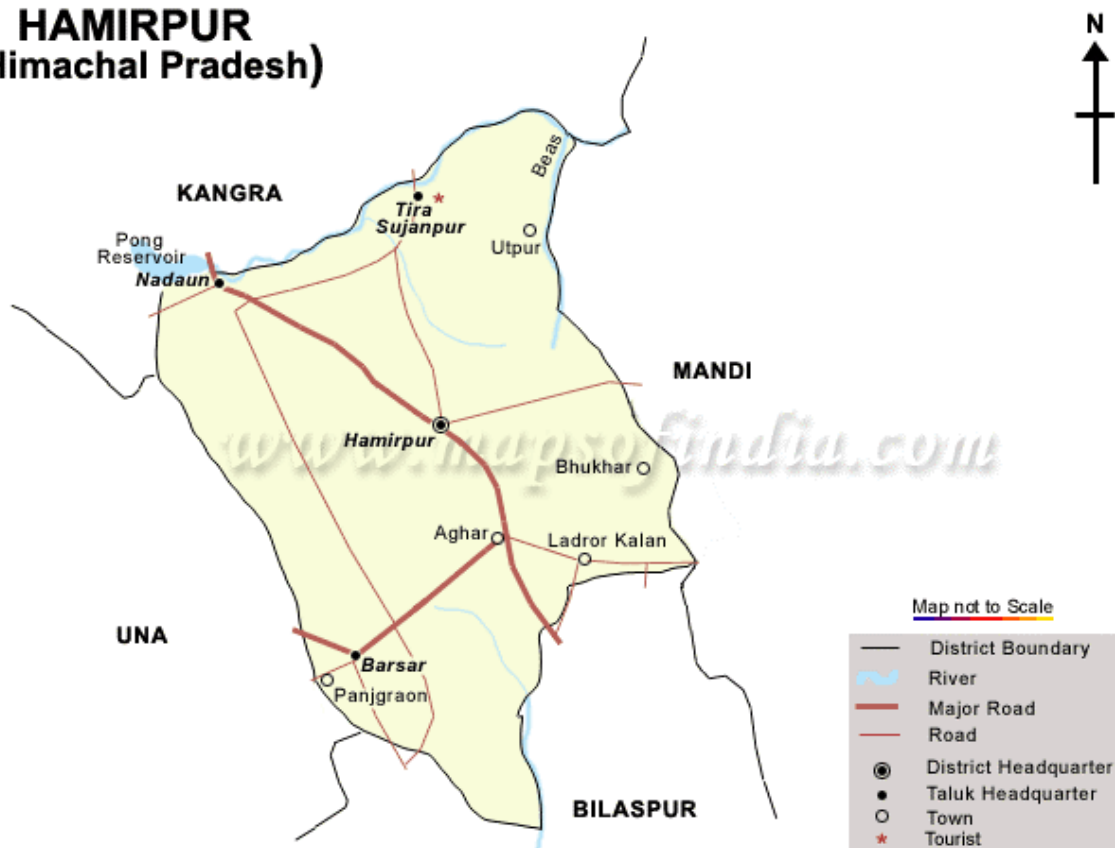 HAMIRPUR
Himachal Pradesh)
N
KANGRA
Beas
Tira
Sujanpur
Utpur
Pong
Reservoir
Nadaun
MANDI
Hamirpur
www.mapsofindia.com
Bhukhar
Aghar
Ladror Kalan
UNA
Barsar
Panjgraon
BILASPUR
Map not to Scale
District Boundary
River
Major Road
Road
District Headquarter
Taluk Headquarter
Town
Tourist